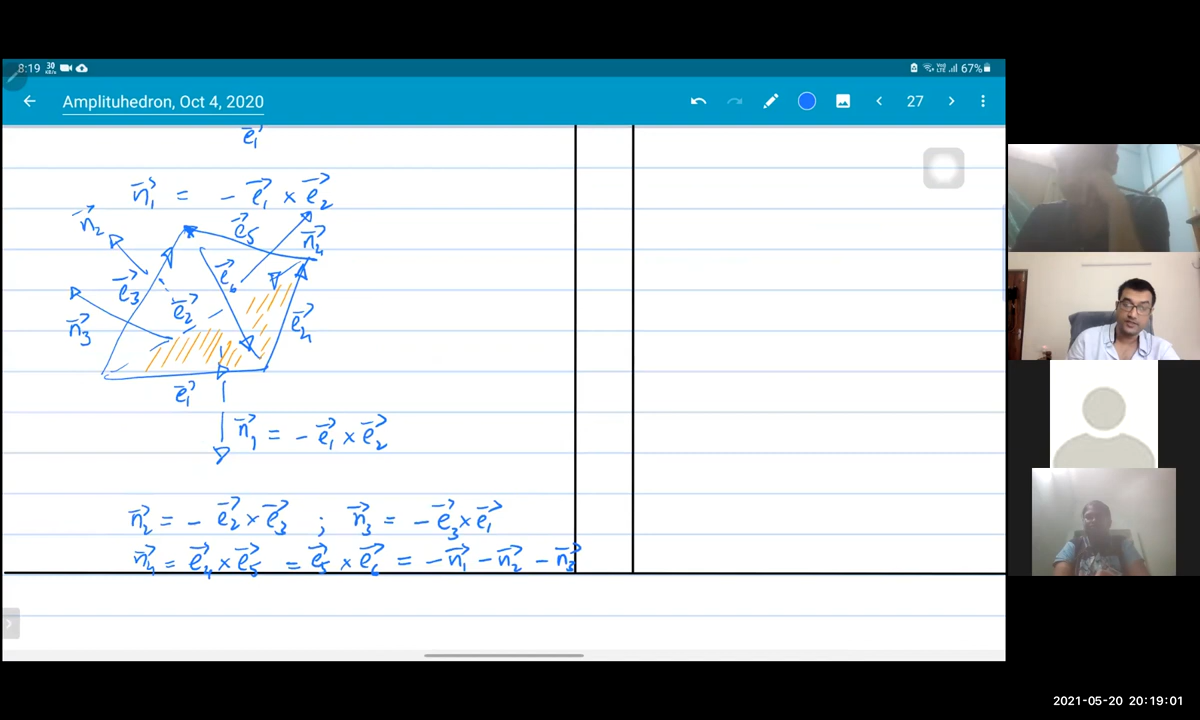 8:19 30 KB/s 67%
Amplituhedron, Oct 4, 2020 27
e⃗₁
n⃗₁ = - e⃗₁ × e⃗₂
n⃗₂ e⃗₅ n⃗₄
e⃗₃ e⃗₂ e⃗₆
n⃗₃ e⃗₄
e⃗₁
n⃗₁ = - e⃗₁ × e⃗₂
n⃗₂ = - e⃗₂ × e⃗₃ ; n⃗₃ = - e⃗₃ × e⃗₁
n⃗₄ = e⃗₄ × e⃗₅ = e⃗₅ × e⃗₆ = - n⃗₁ - n⃗₂ - n⃗₃
2021-05-20 20:19:01